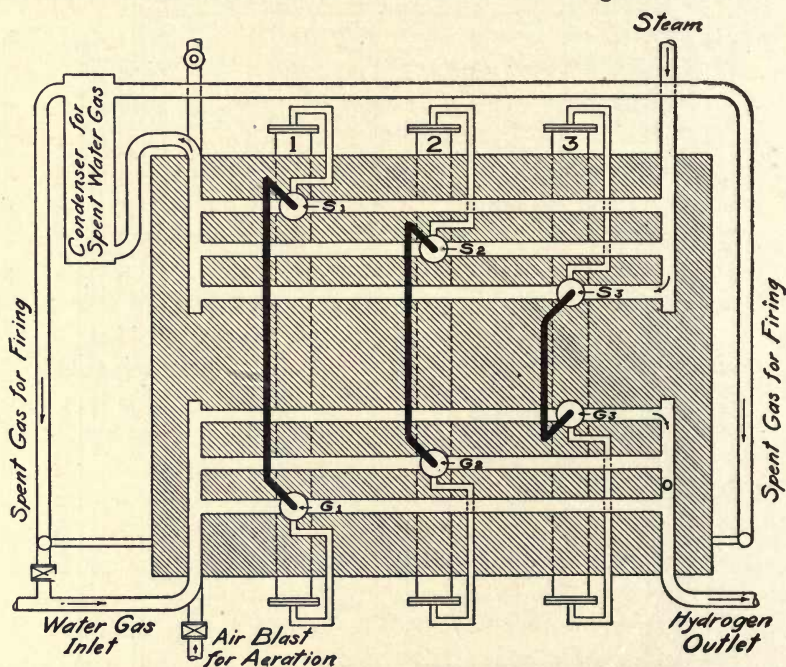 Steam
Condenser for
Spent Water Gas
1
2
3
S1
S2
S3
Spent Gas for Firing
Spent Gas for Firing
G3
G2
G1
Water Gas
Inlet
Air Blast
for Aeration
Hydrogen
Outlet